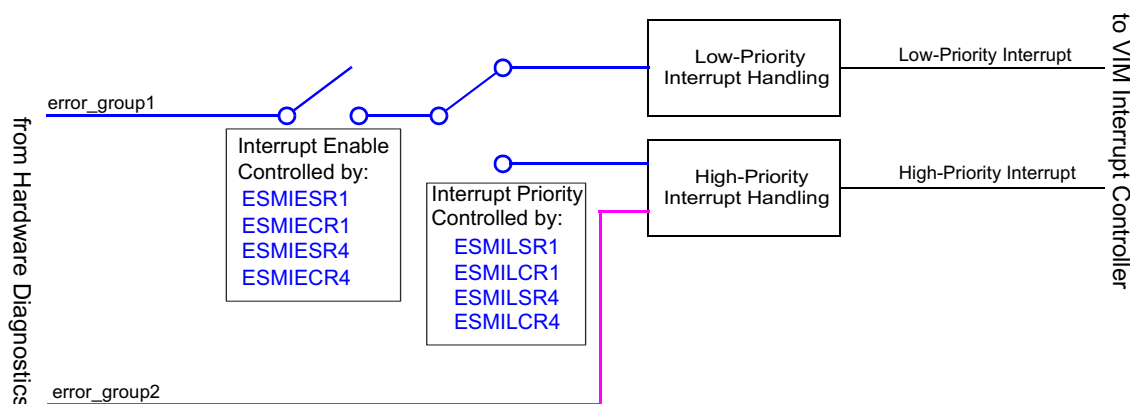 error_group1
Interrupt Enable
Controlled by:
ESMIESR1
ESMIECR1
ESMIESR4
ESMIECR4
Interrupt Priority
Controlled by:
ESMILSR1
ESMILCR1
ESMILSR4
ESMILCR4
Low-Priority
Interrupt Handling
High-Priority
Interrupt Handling
Low-Priority Interrupt
High-Priority Interrupt
error_group2
from Hardware Diagnostics
to VIM Interrupt Controller